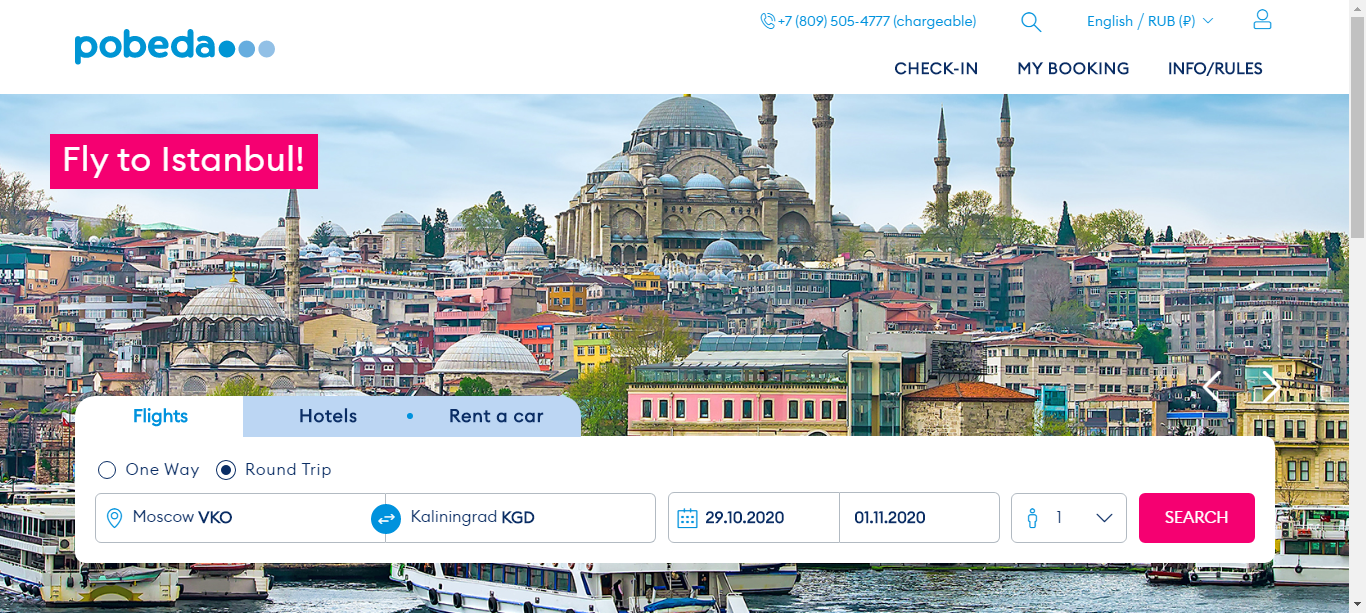 +7 (809) 505-4777 (chargeable)
English / RUB (₽)
pobeda
CHECK-IN
MY BOOKING
INFO/RULES
Fly to Istanbul!
Flights
Hotels
Rent a car
One Way
Round Trip
Moscow VKO
Kaliningrad KGD
29.10.2020
01.11.2020
1
SEARCH